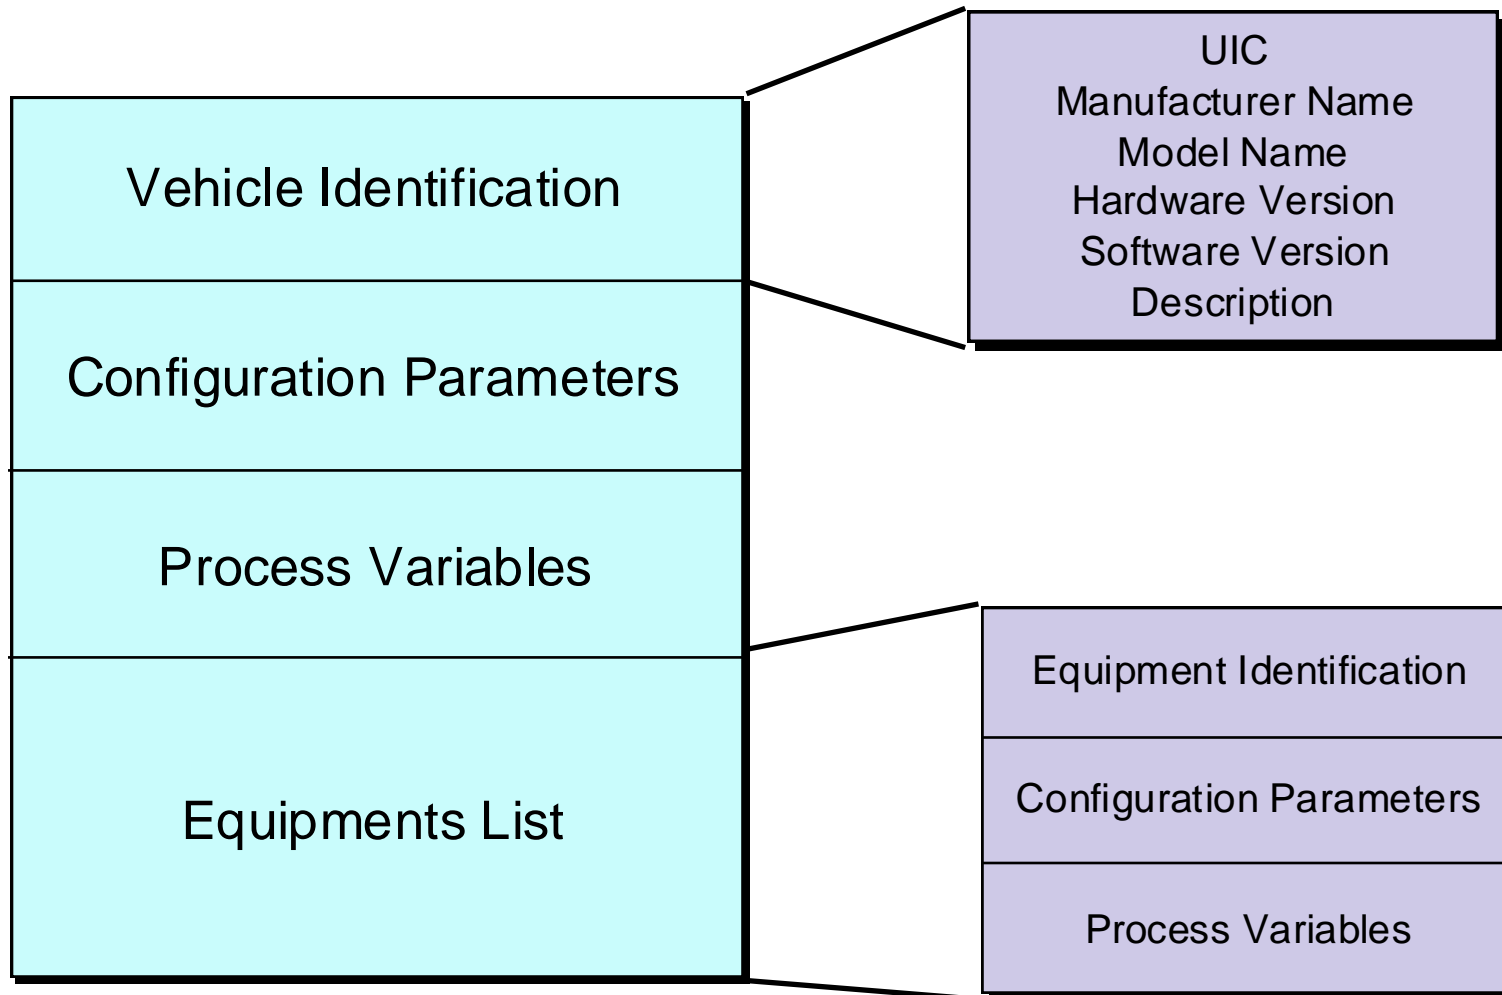 Vehicle Identification
Configuration Parameters
Process Variables
Equipments List
UIC
Manufacturer Name
Model Name
Hardware Version
Software Version
Description
Equipment Identification
Configuration Parameters
Process Variables